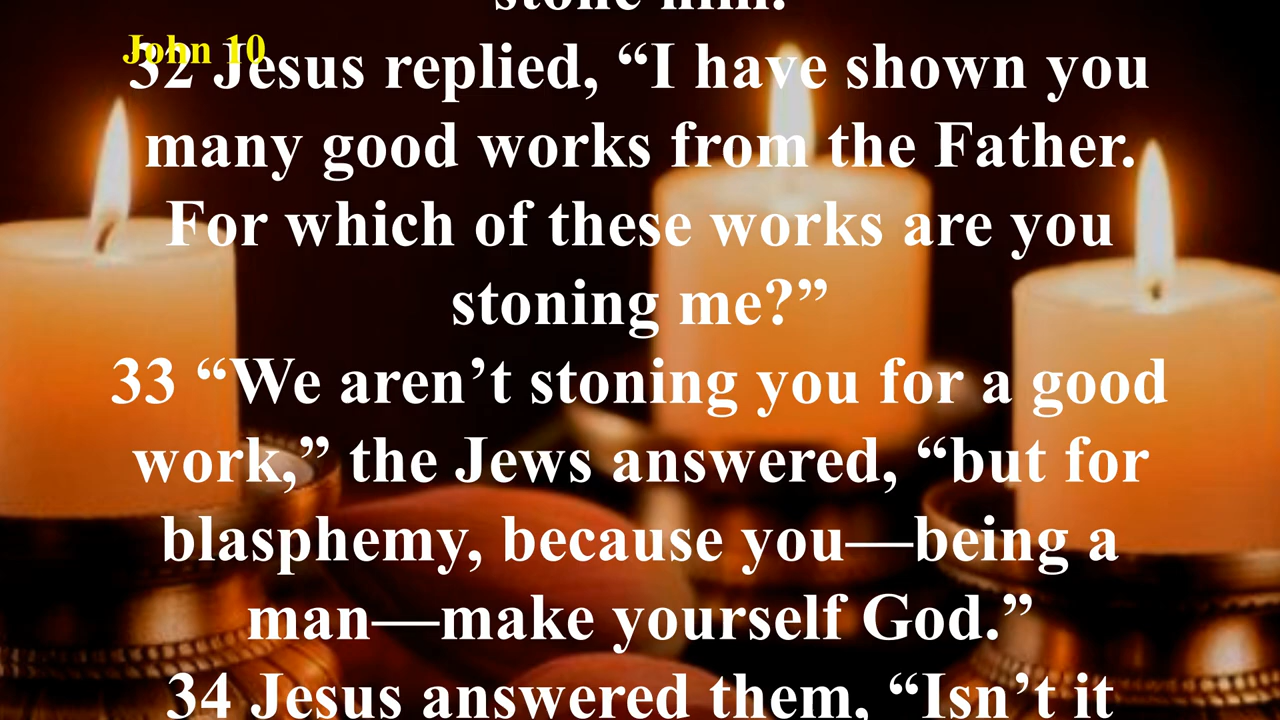 stone him.
John 10
32 Jesus replied, “I have shown you
many good works from the Father.
For which of these works are you
stoning me?”
33 “We aren’t stoning you for a good
work,” the Jews answered, “but for
blasphemy, because you—being a
man—make yourself God.”
34 Jesus answered them, “Isn’t it